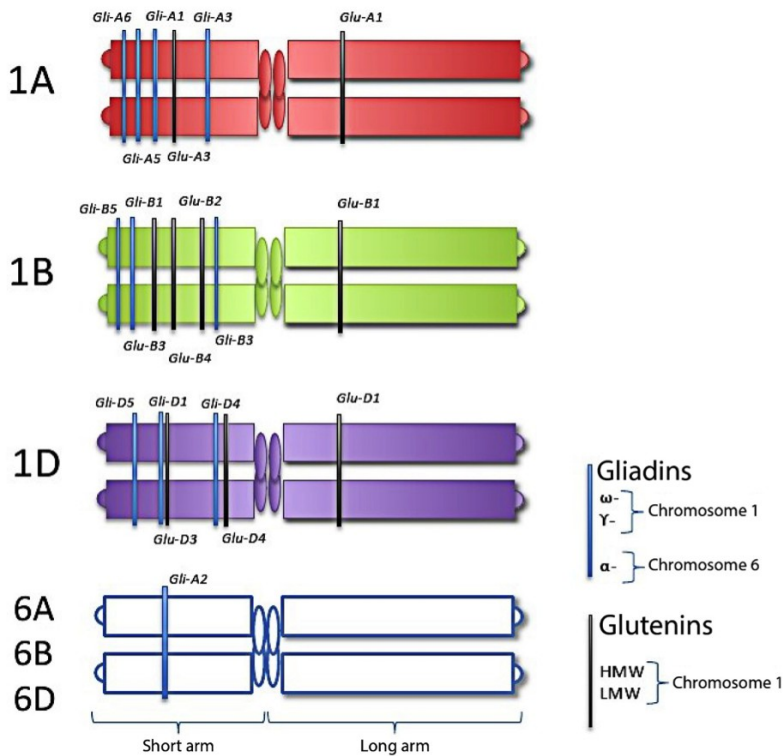 Gli-A6 Gli-A1 Gli-A3 Glu-A1
1A
Gli-A5 Glu-A3
Gli-B5 Gli-B1 Glu-B2 Glu-B1
1B
Glu-B3 Glu-B4 Gli-B3
Gli-D5 Gli-D1 Gli-D4 Glu-D1
1D
Glu-D3 Glu-D4
Gli-A2
6A
6B
6D
Short arm Long arm
Gliadins
ω-
ϒ-
Chromosome 1
α- Chromosome 6
Glutenins
HMW
LMW
Chromosome 1